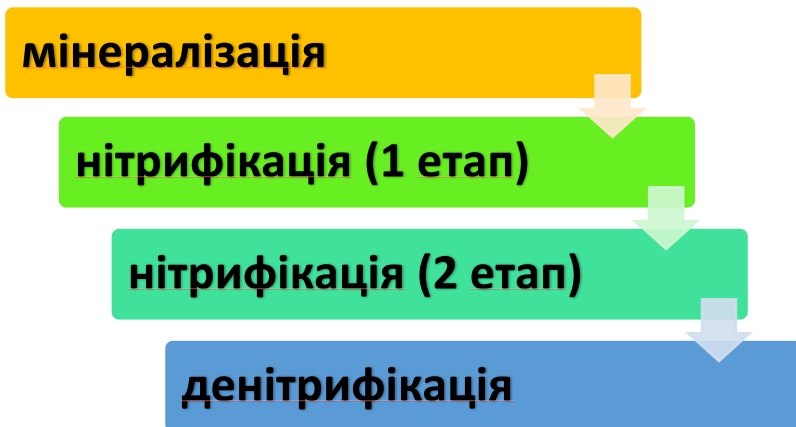 мінералізація
нітрифікація (1 етап)
нітрифікація (2 етап)
денітрифікація